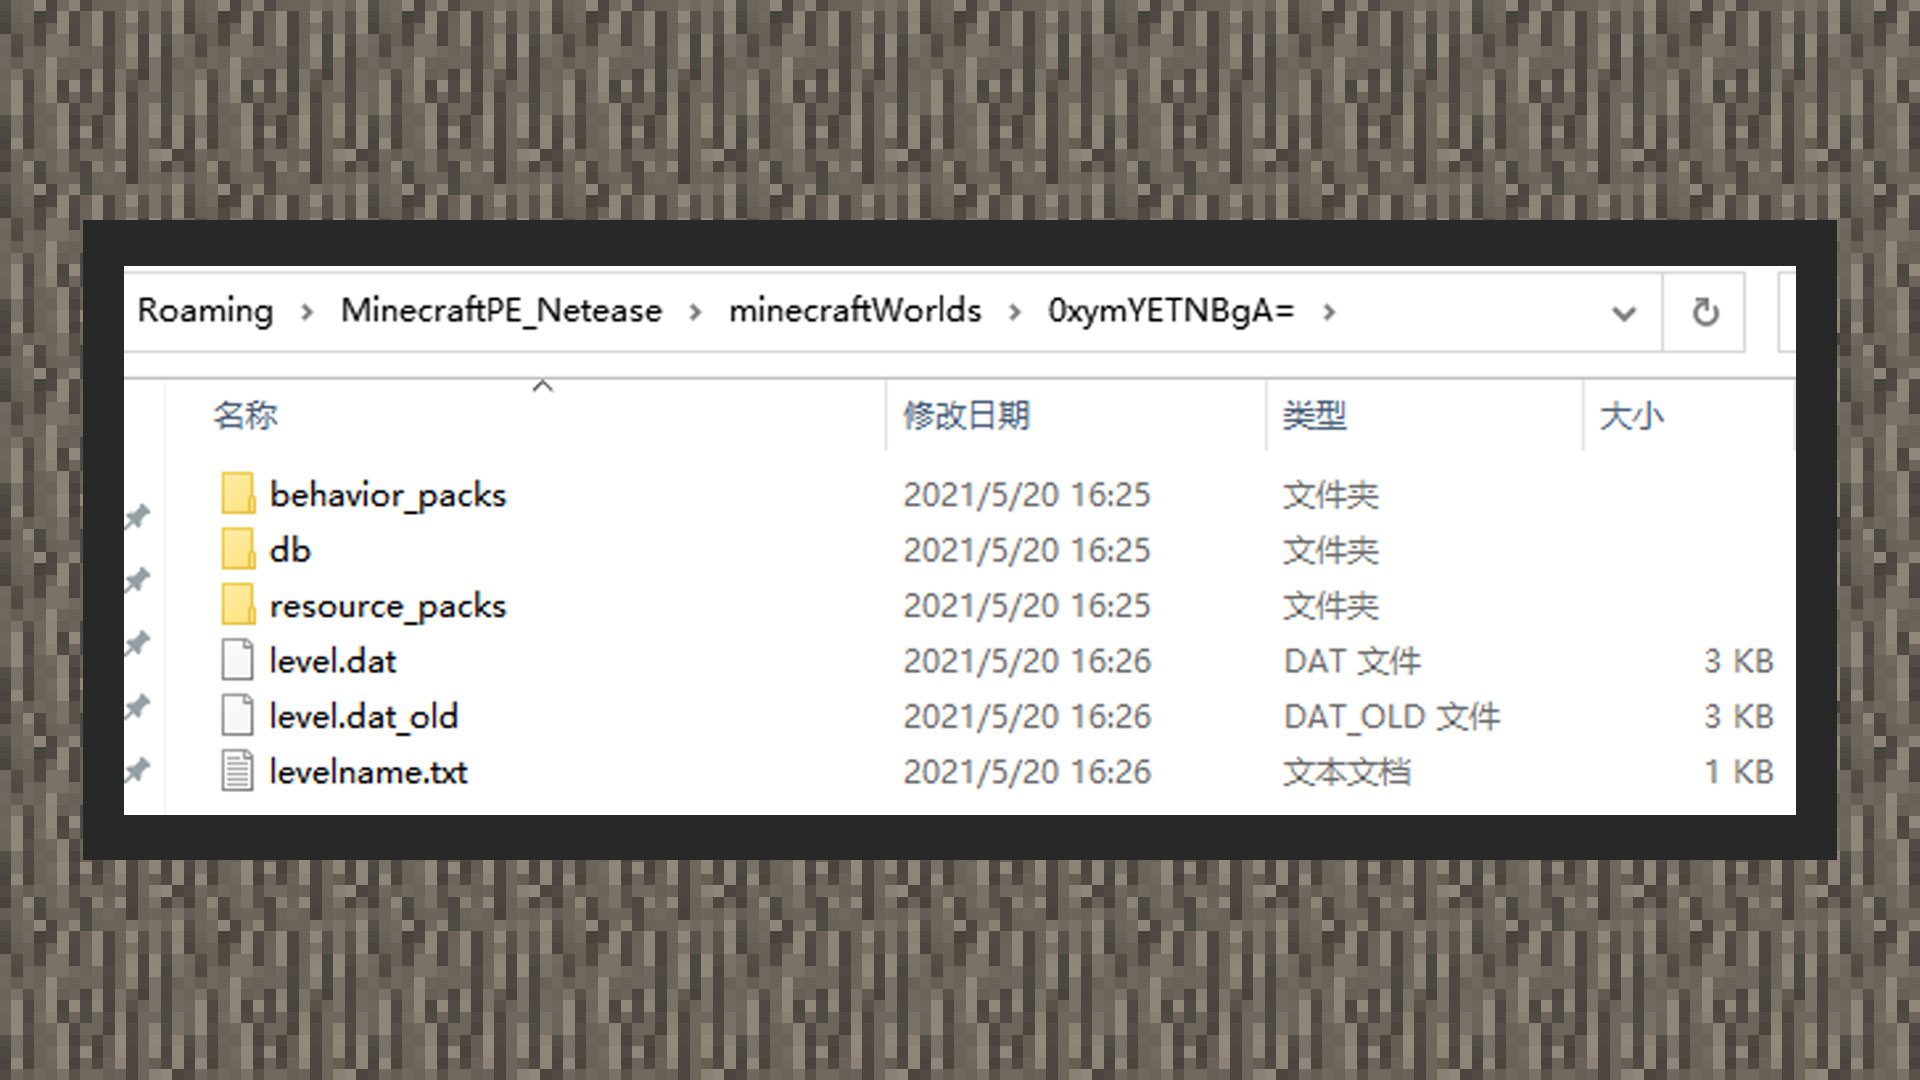 Roaming > MinecraftPE_Netease > minecraftWorlds > 0xymYETNBgA= >
名称 修改日期 类型 大小
behavior_packs 2021/5/20 16:25 文件夹
db 2021/5/20 16:25 文件夹
resource_packs 2021/5/20 16:25 文件夹
level.dat 2021/5/20 16:26 DAT 文件 3 KB
level.dat_old 2021/5/20 16:26 DAT_OLD 文件 3 KB
levelname.txt 2021/5/20 16:26 文本文档 1 KB